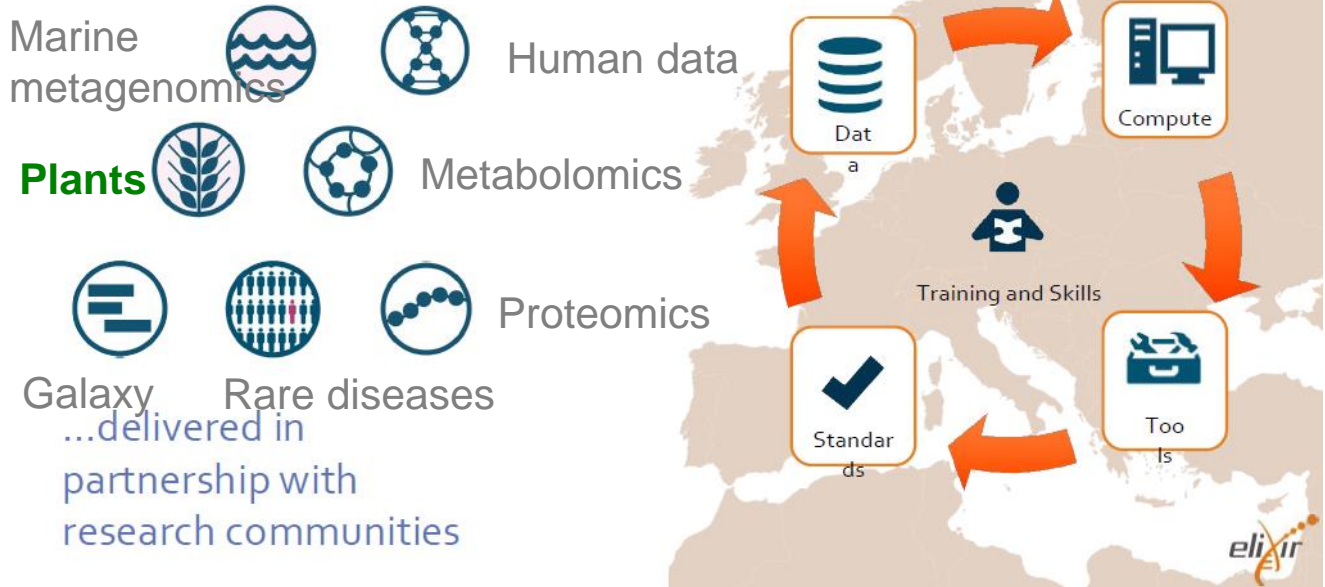 Marine
metagenomics
Human data
Plants
Metabolomics
Proteomics
Galaxy
Rare diseases
...delivered in
partnership with
research communities
Dat
a
Compute
Training and Skills
Standar
ds
Too
ls
elixir